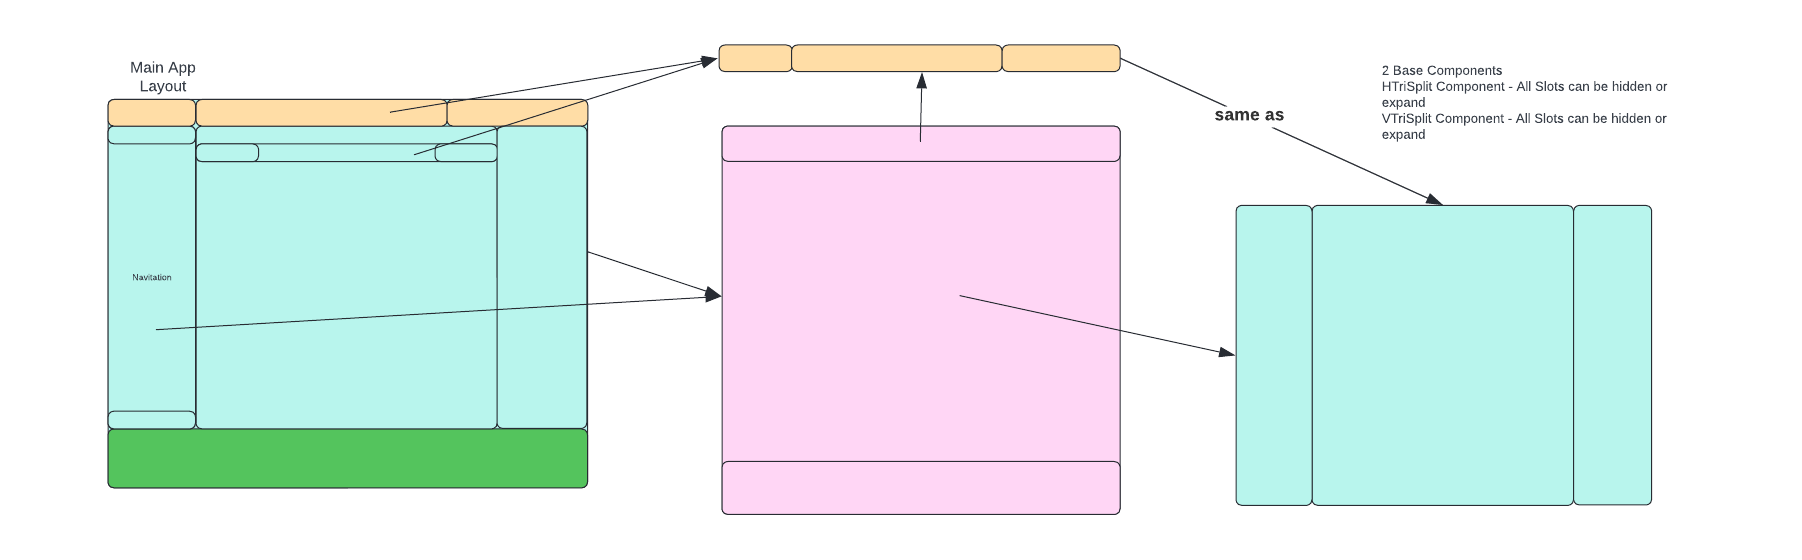 Main App
Layout
Navitation
same as
2 Base Components
HTriSplit Component - All Slots can be hidden or
expand
VTriSplit Component - All Slots can be hidden or
expand